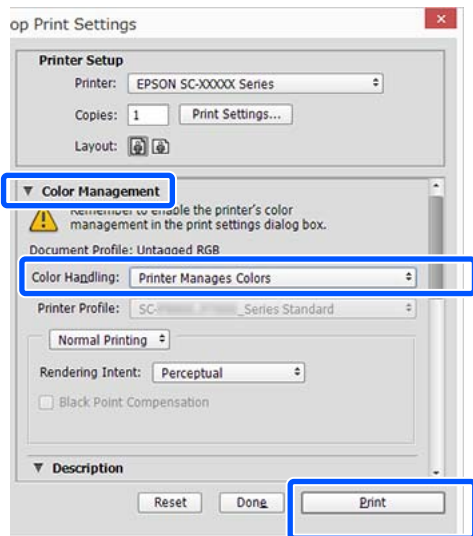 op Print Settings
Printer Setup
Printer: EPSON SC-XXXXX Series
Copies: 1 Print Settings...
Layout:
Color Management
Remember to enable the printer's color
management in the print settings dialog box.
Document Profile: Untagged RGB
Color Handling: Printer Manages Colors
Printer Profile: SC- _Series Standard
Normal Printing
Rendering Intent: Perceptual
Black Point Compensation
Description
Reset Done Print